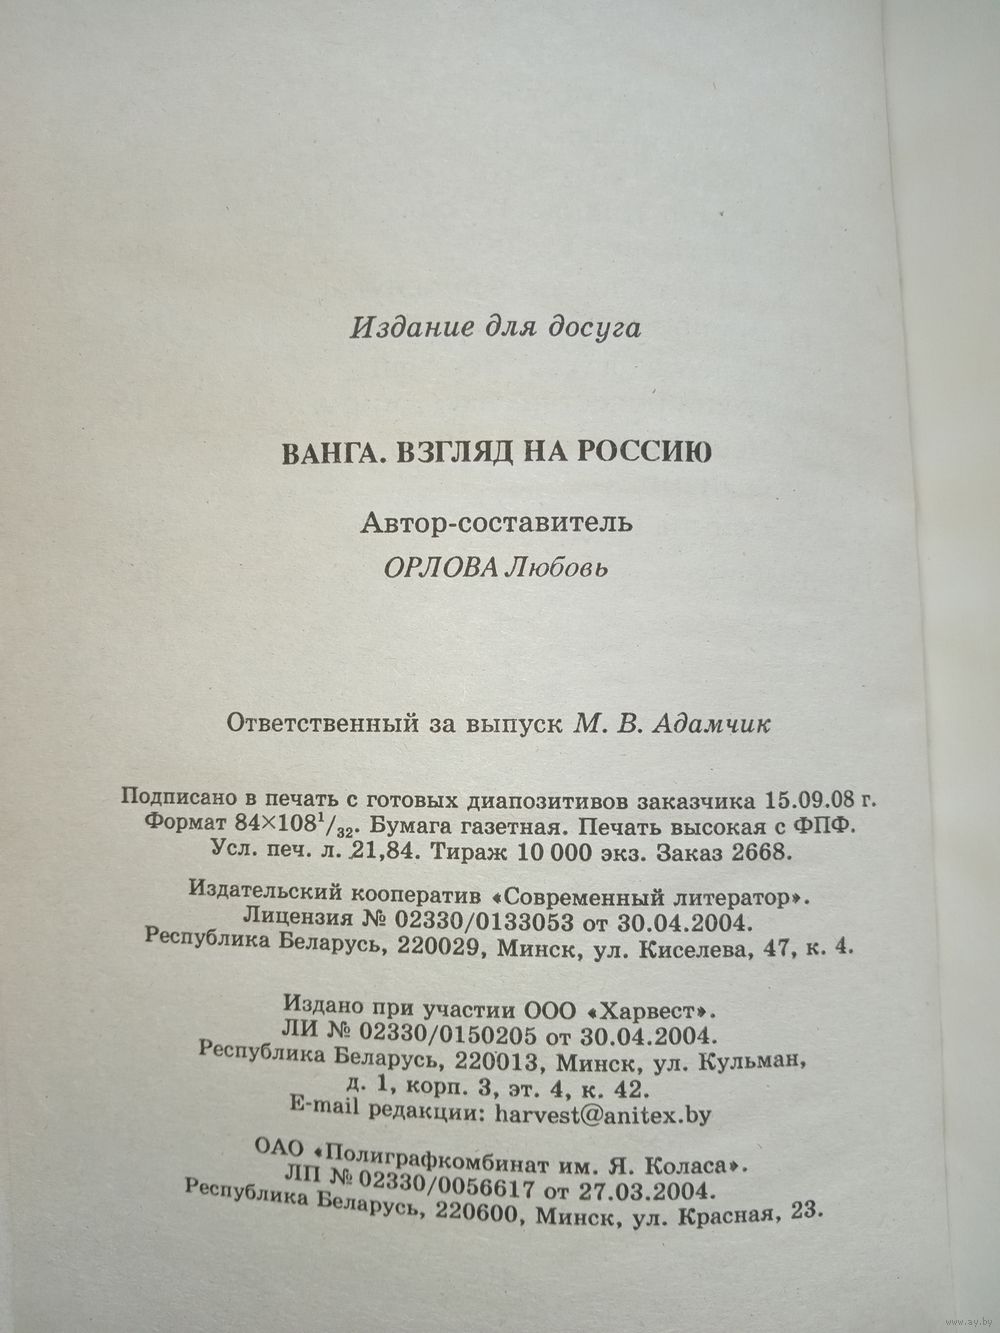 Издание для досуга
ВАНГА. ВЗГЛЯД НА РОССИЮ
Автор-составитель
ОРЛОВА Любовь
Ответственный за выпуск М. В. Адамчик
Подписано в печать с готовых диапозитивов заказчика 15.09.08 г.
Формат 84×108¹/₃₂. Бумага газетная. Печать высокая с ФПФ.
Усл. печ. л. 21,84. Тираж 10 000 экз. Заказ 2668.
Издательский кооператив «Современный литератор».
Лицензия № 02330/0133053 от 30.04.2004.
Республика Беларусь, 220029, Минск, ул. Киселева, 47, к. 4.
Издано при участии ООО «Харвест».
ЛИ № 02330/0150205 от 30.04.2004.
Республика Беларусь, 220013, Минск, ул. Кульман,
д. 1, корп. 3, эт. 4, к. 42.
E-mail редакции: harvest@anitex.by
ОАО «Полиграфкомбинат им. Я. Коласа».
ЛП № 02330/0056617 от 27.03.2004.
Республика Беларусь, 220600, Минск, ул. Красная, 23.
www.ay.by